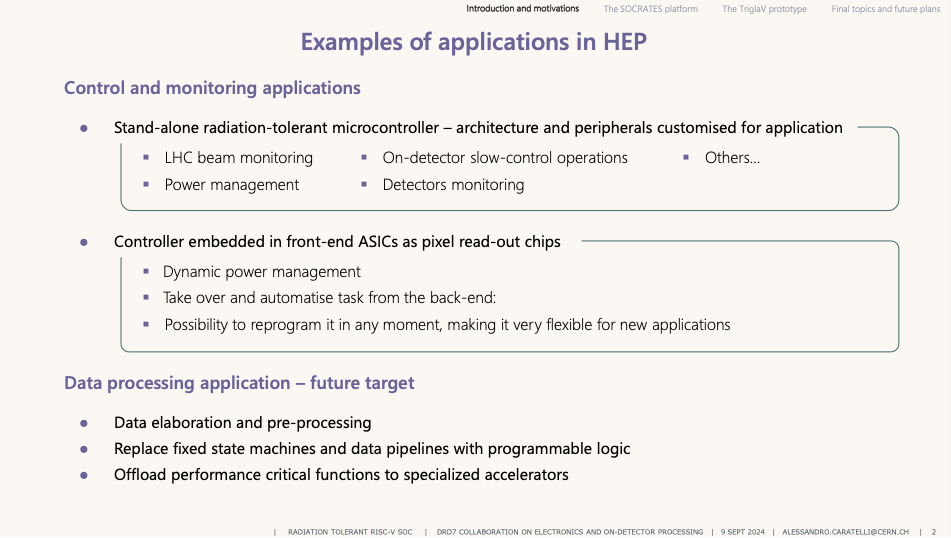 Introduction and motivations The SOCRATES platform The TriglaV prototype Final topics and future plans
Examples of applications in HEP
Control and monitoring applications
● Stand-alone radiation-tolerant microcontroller – architecture and peripherals customised for application
▪ LHC beam monitoring ▪ On-detector slow-control operations ▪ Others...
▪ Power management ▪ Detectors monitoring
● Controller embedded in front-end ASICs as pixel read-out chips
▪ Dynamic power management
▪ Take over and automatise task from the back-end:
▪ Possibility to reprogram it in any moment, making it very flexible for new applications
Data processing application – future target
● Data elaboration and pre-processing
● Replace fixed state machines and data pipelines with programmable logic
● Offload performance critical functions to specialized accelerators
| RADIATION TOLERANT RISC-V SOC | DRD7 COLLABORATION ON ELECTRONICS AND ON-DETECTOR PROCESSING | 9 SEPT 2024 | ALESSANDRO.CARATELLI@CERN.CH | 2